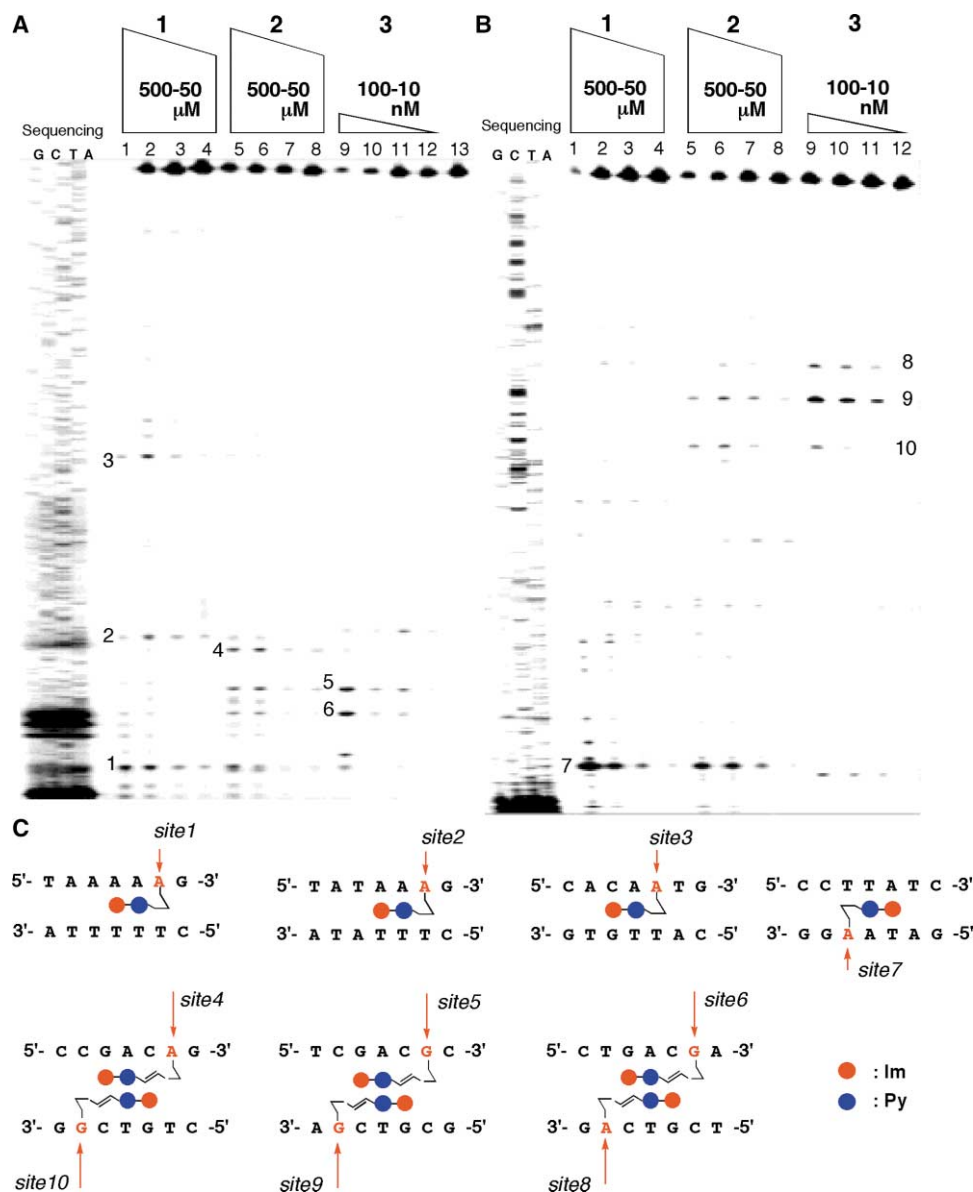 A 1 2 3
500-50 μM 500-50 μM 100-10 nM
Sequencing
G C T A 1 2 3 4 5 6 7 8 9 10 11 12 13
3
2
4
5
6
1
B 1 2 3
500-50 μM 500-50 μM 100-10 nM
Sequencing
G C T A 1 2 3 4 5 6 7 8 9 10 11 12
8
9
10
7
C
site1 site2 site3
5'- T A A A A A G -3' 5'- T A T A A A G -3' 5'- C A C A A T G -3' 5'- C C T T A T C -3'
3'- A T T T T T C -5' 3'- A T A T T T C -5' 3'- G T G T T A C -5' 3'- G G A A T A G -5'
site7
site4 site5 site6
5'- C C G A C A G -3' 5'- T C G A C G C -3' 5'- C T G A C G A -3'
: Im
: Py
3'- G G C T G T C -5' 3'- A G C T G C G -5' 3'- G A C T G C T -5'
site10 site9 site8